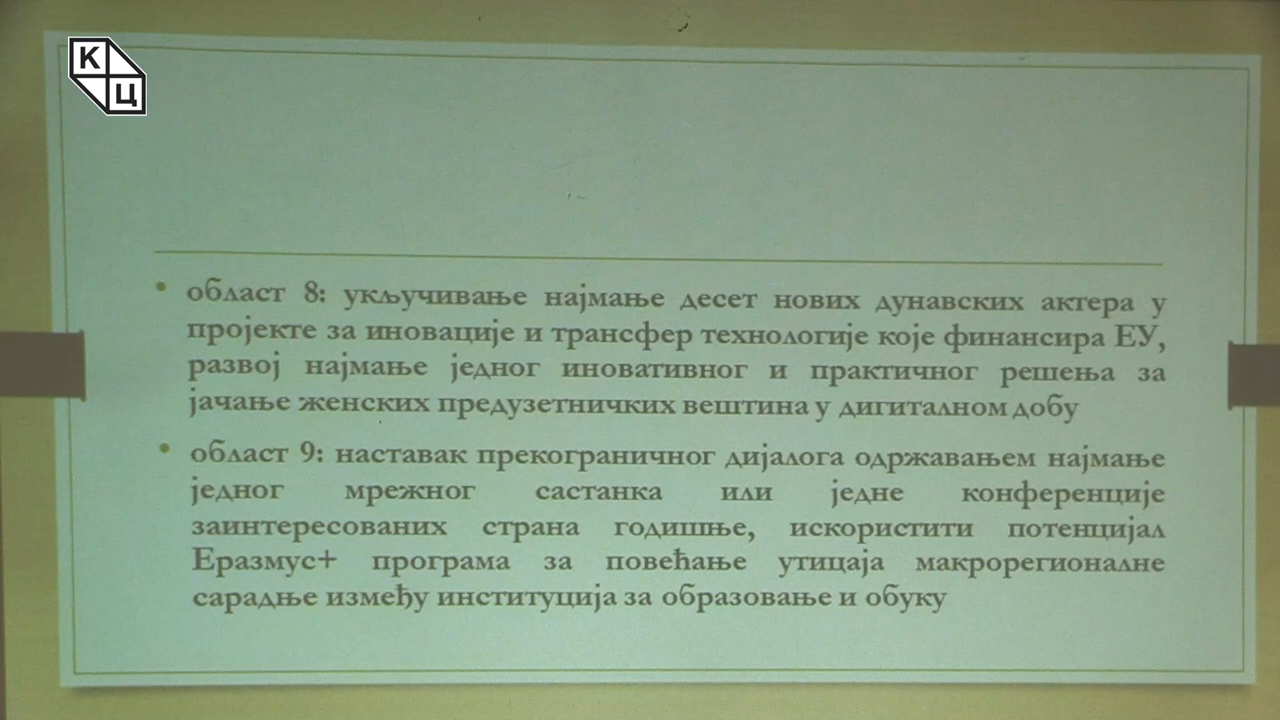 К
Ц
• област 8: укључивање најмање десет нових дунавских актера у
пројекте за иновације и трансфер технологије које финансира ЕУ,
развој најмање једног иновативног и практичног решења за
јачање женских предузетничких вештина у дигиталном добу
• област 9: наставак прекограничног дијалога одржавањем најмање
једног мрежног састанка или једне конференције
заинтересованих страна годишње, искористити потенцијал
Еразмус+ програма за повећање утицаја макрорегионалне
сарадње између институција за образовање и обуку